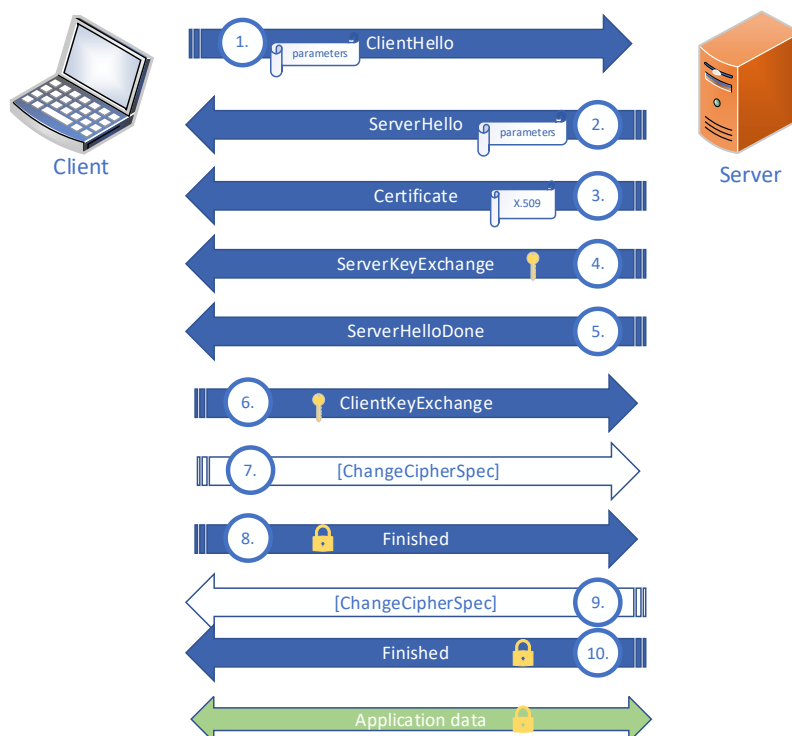 1.
parameters
ClientHello
Client
Server
ServerHello
parameters
2.
Certificate
X.509
3.
ServerKeyExchange
4.
ServerHelloDone
5.
6.
ClientKeyExchange
7.
[ChangeCipherSpec]
8.
Finished
[ChangeCipherSpec]
9.
Finished
10.
Application data